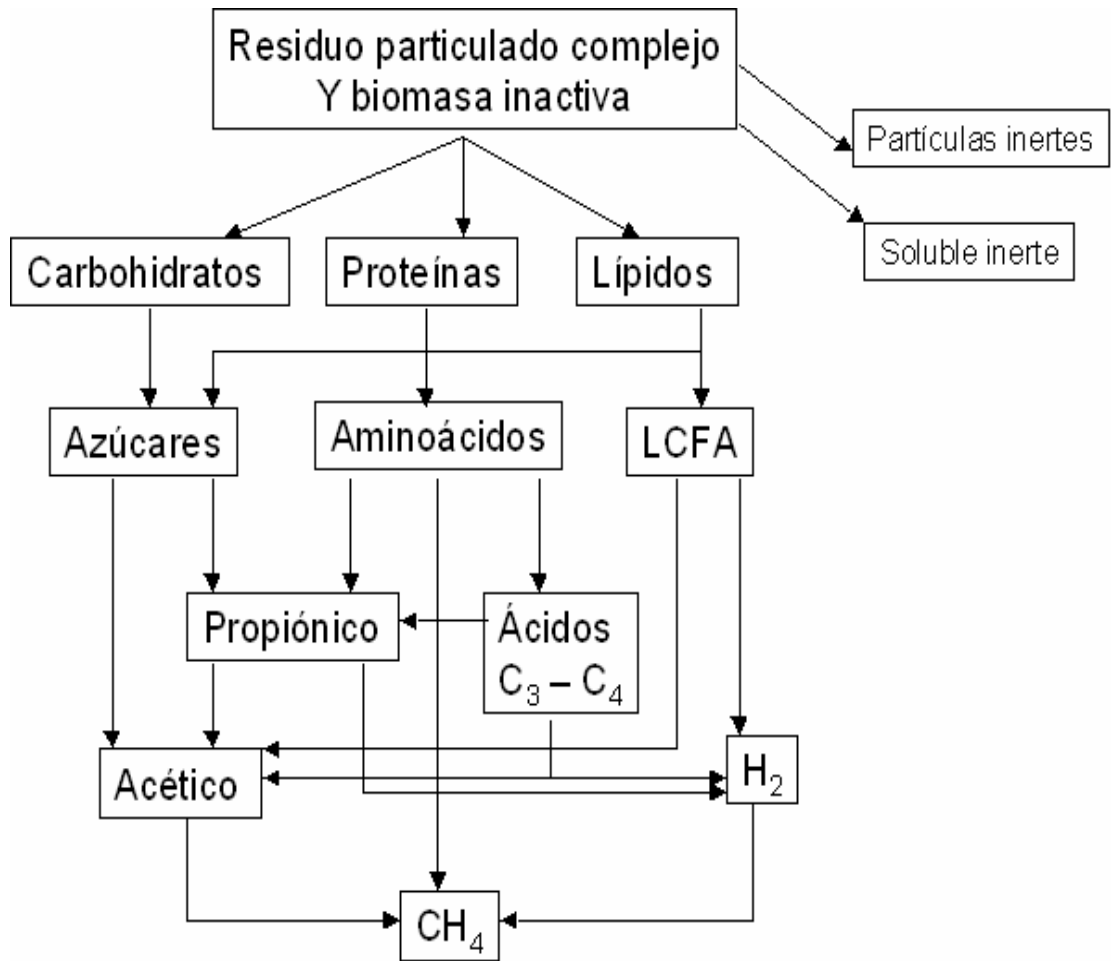 Residuo particulado complejo
Y biomasa inactiva
Partículas inertes
Soluble inerte
Carbohidratos
Proteínas
Lípidos
Azúcares
Aminoácidos
LCFA
Propiónico
Ácidos
C₃ – C₄
Acético
H₂
CH₄